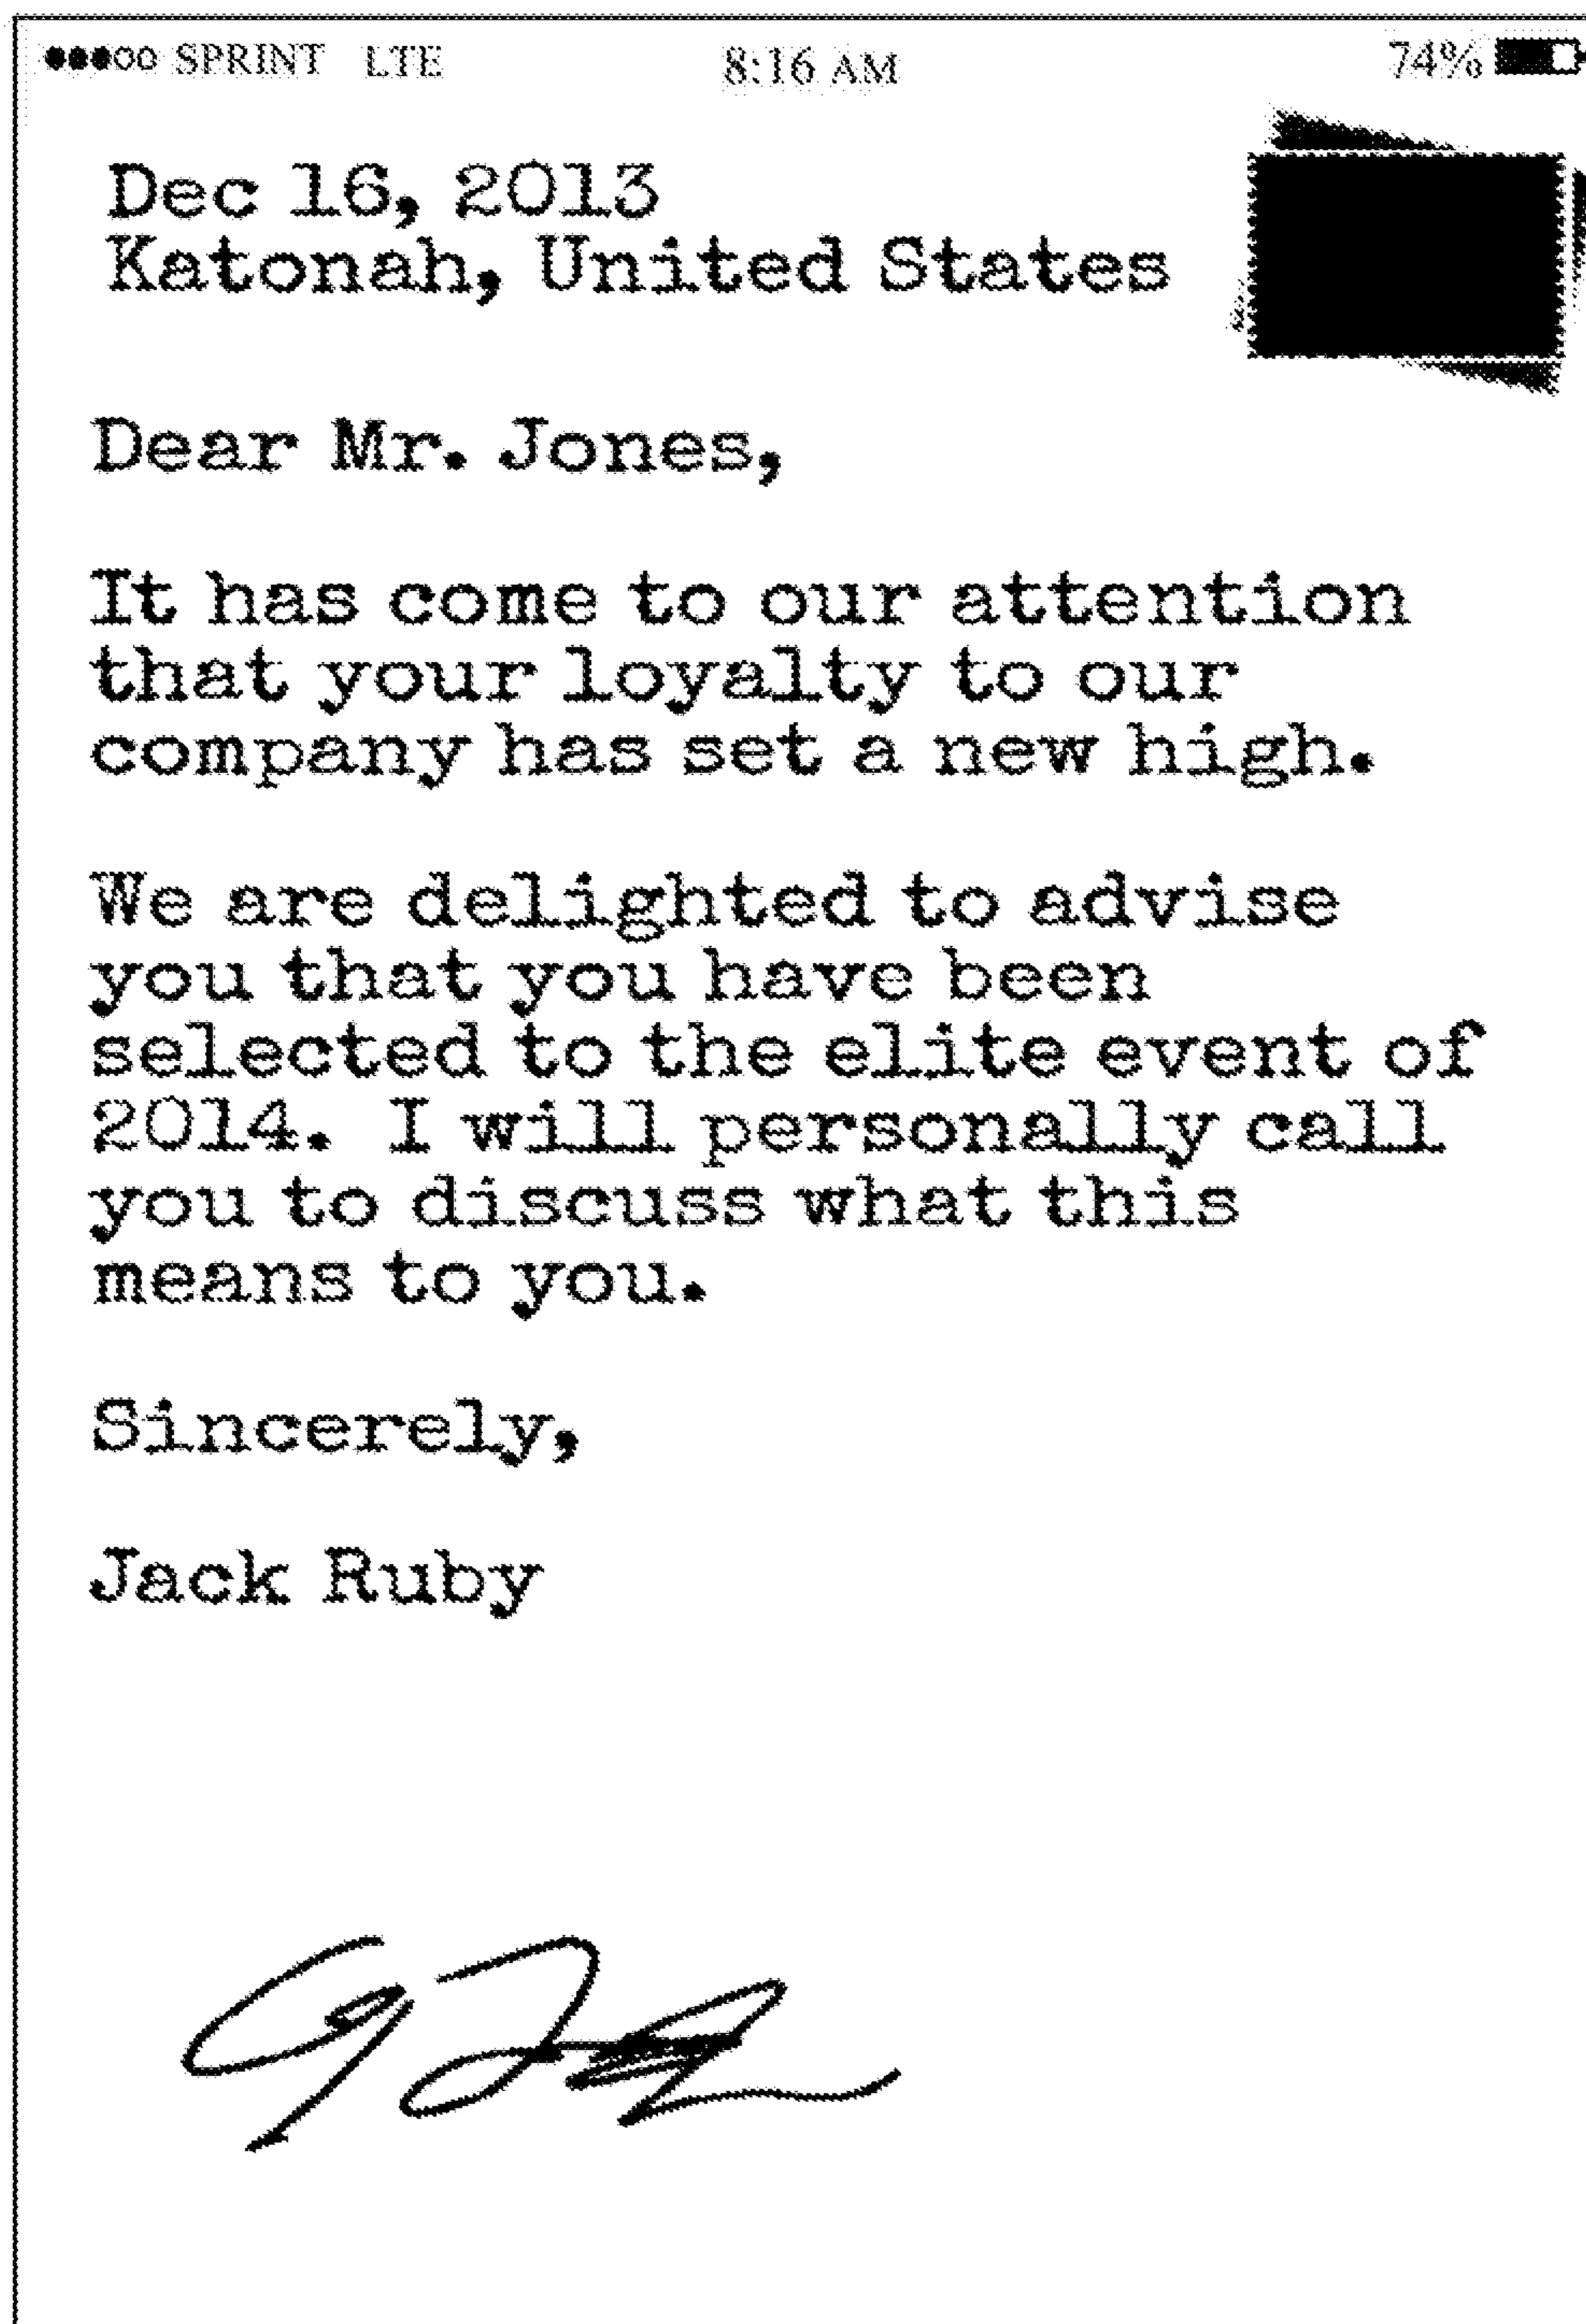 SPRINT LTE 8:16 AM 74%
Dec 16, 2013
Katonah, United States
Dear Mr. Jones,
It has come to our attention
that your loyalty to our
company has set a new high.
We are delighted to advise
you that you have been
selected to the elite event of
2014. I will personally call
you to discuss what this
means to you.
Sincerely,
Jack Ruby